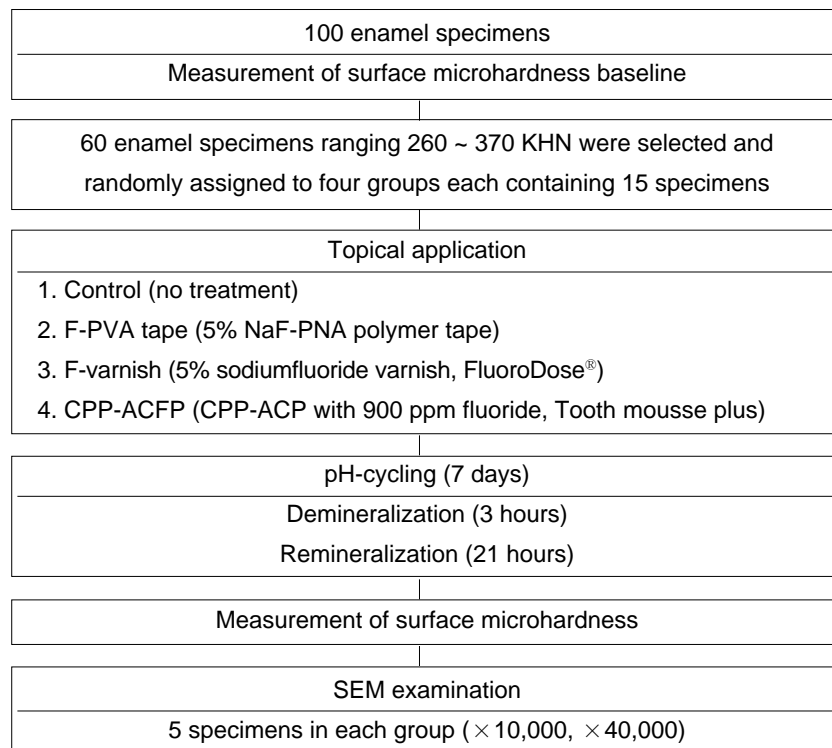 100 enamel specimens
Measurement of surface microhardness baseline
60 enamel specimens ranging 260 ~ 370 KHN were selected and
randomly assigned to four groups each containing 15 specimens
Topical application
1. Control (no treatment)
2. F-PVA tape (5% NaF-PNA polymer tape)
3. F-varnish (5% sodiumfluoride varnish, FluoroDose®)
4. CPP-ACFP (CPP-ACP with 900 ppm fluoride, Tooth mousse plus)
pH-cycling (7 days)
Demineralization (3 hours)
Remineralization (21 hours)
Measurement of surface microhardness
SEM examination
5 specimens in each group (×10,000, ×40,000)